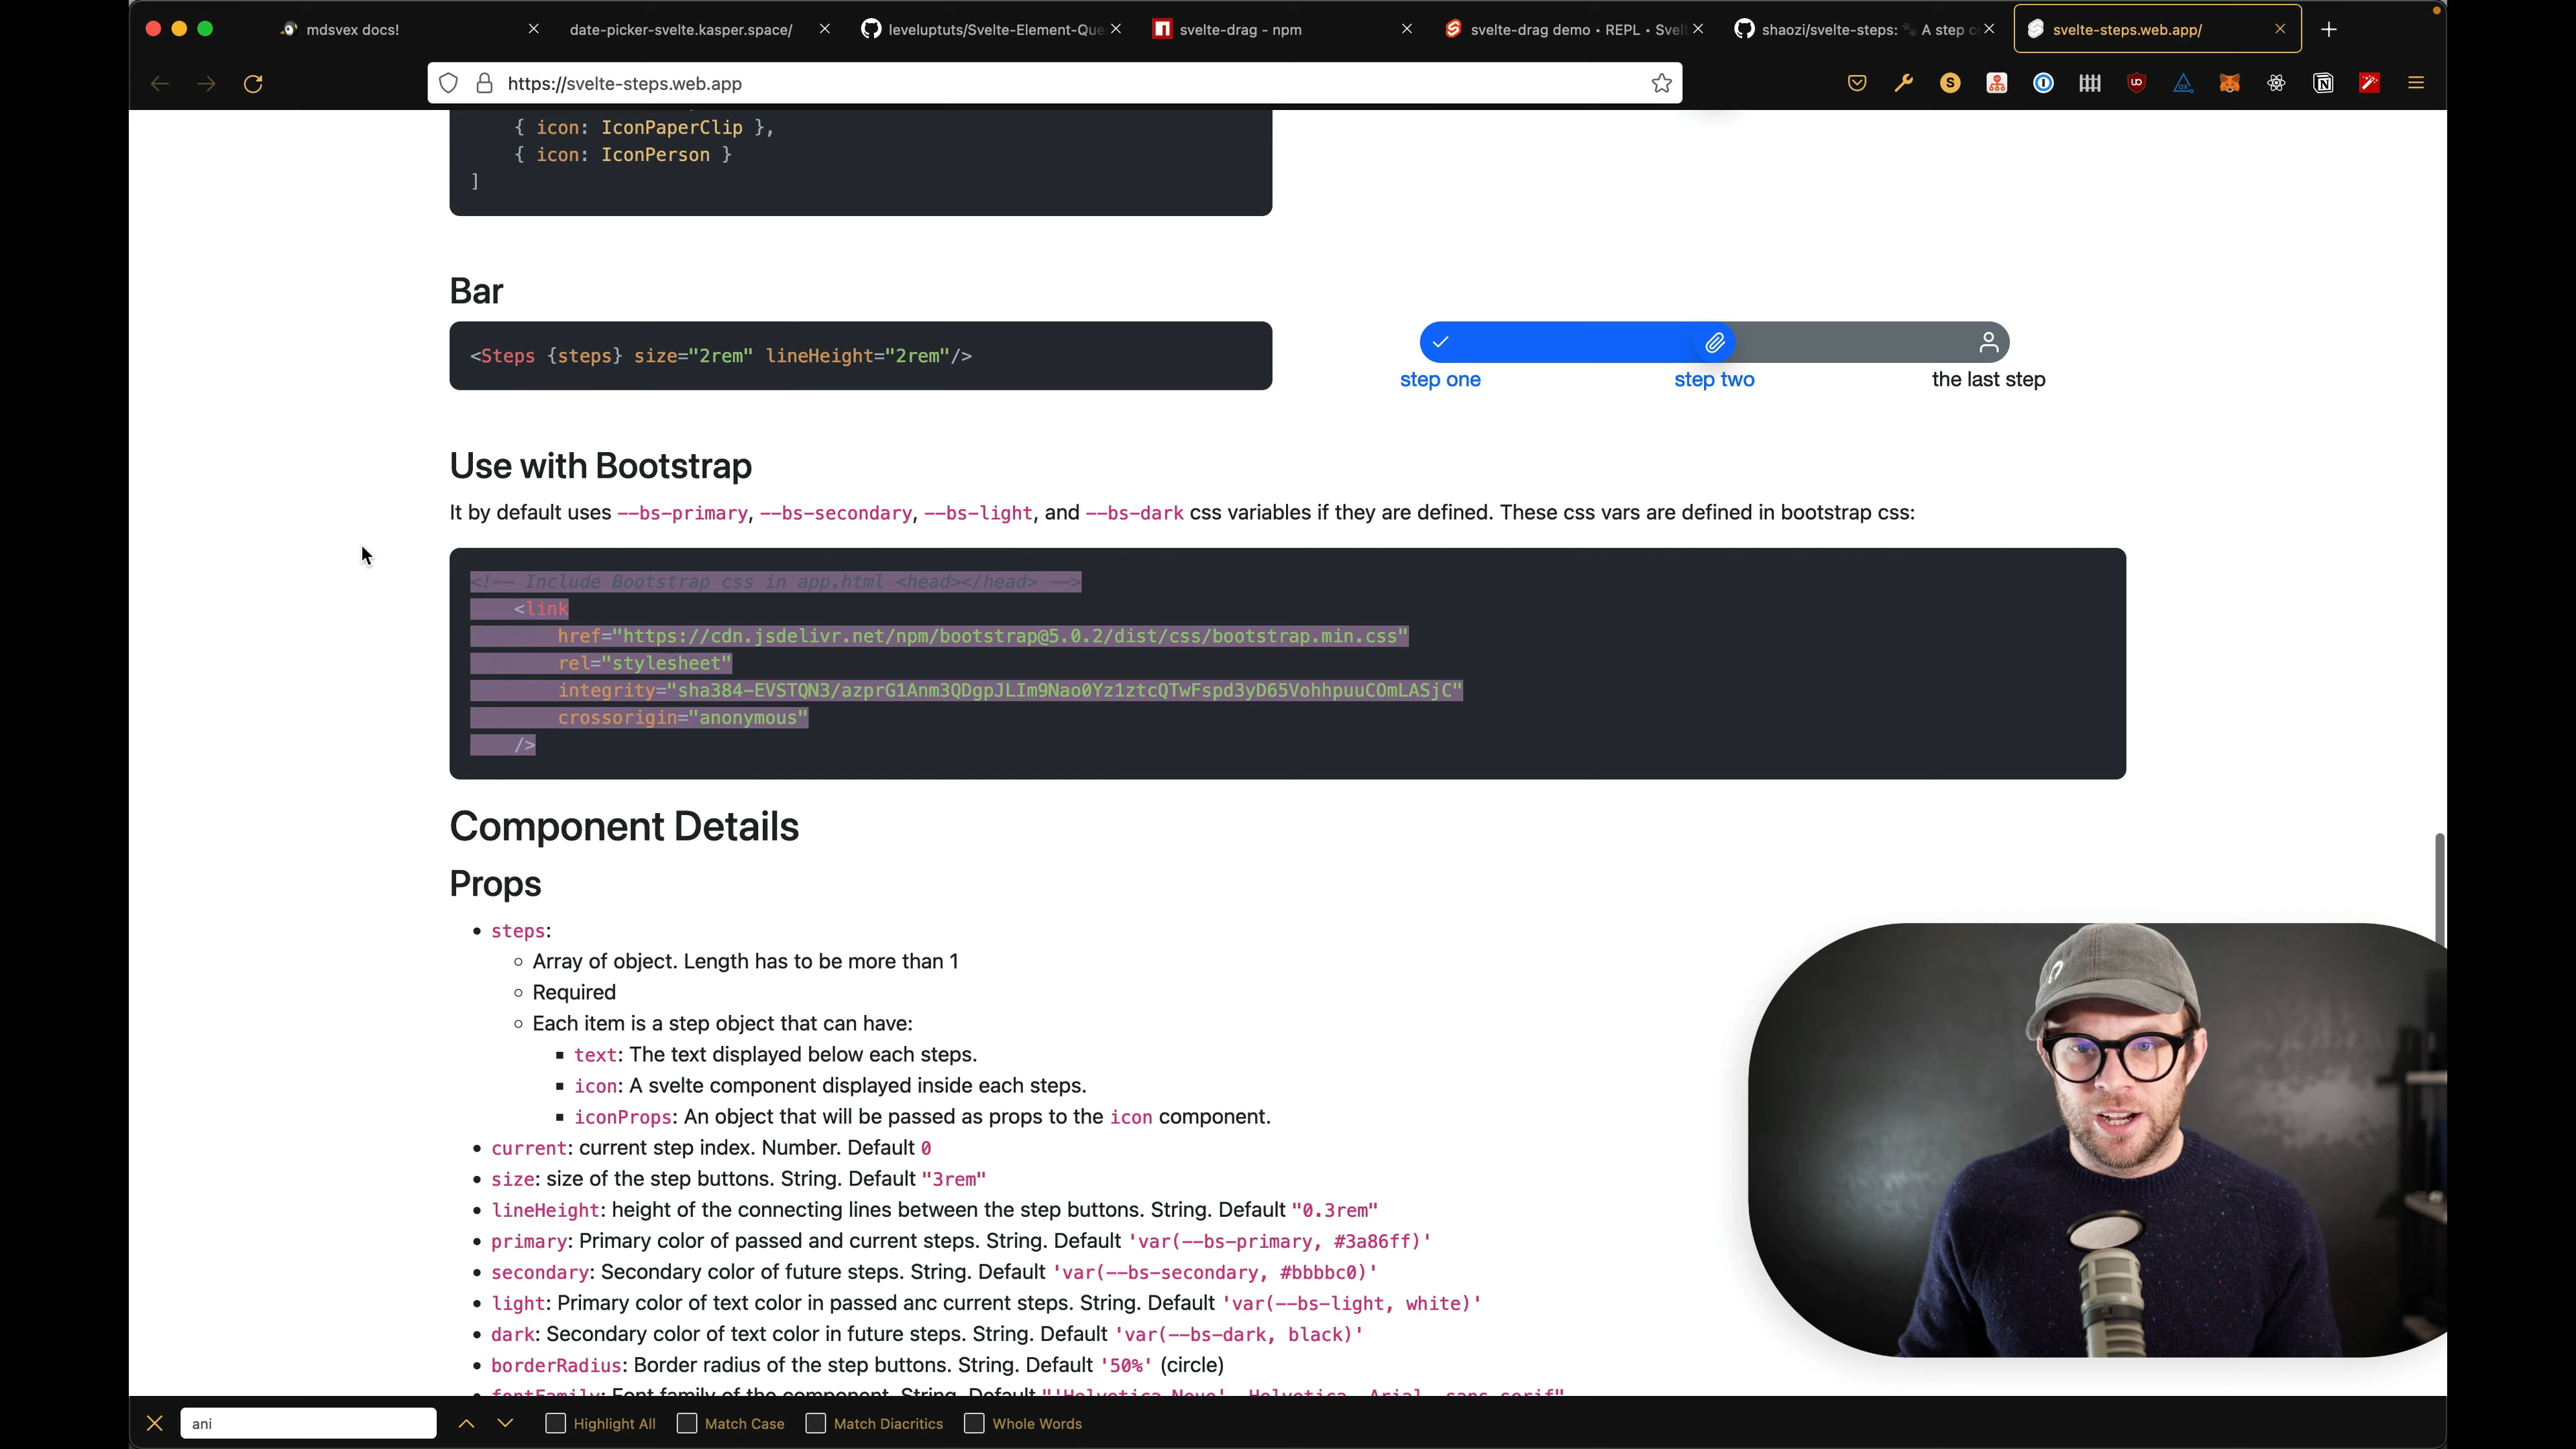 mdsvex docs!
date-picker-svelte.kasper.space/
leveluptuts/Svelte-Element-Que
svelte-drag - npm
svelte-drag demo • REPL • Svel
shaozi/svelte-steps: 🐾 A step c
svelte-steps.web.app/
https://svelte-steps.web.app
{ icon: IconPaperClip },
{ icon: IconPerson }
]
Bar
<Steps {steps} size="2rem" lineHeight="2rem"/>
step one
step two
the last step
Use with Bootstrap
It by default uses --bs-primary, --bs-secondary, --bs-light, and --bs-dark css variables if they are defined. These css vars are defined in bootstrap css:
<!-- Include Bootstrap css in app.html <head></head> -->
<link
href="https://cdn.jsdelivr.net/npm/bootstrap@5.0.2/dist/css/bootstrap.min.css"
rel="stylesheet"
integrity="sha384-EVSTQN3/azprG1Anm3QDgpJLIm9Nao0Yz1ztcQTwFspd3yD65VohhpuuCOmLASjC"
crossorigin="anonymous"
/>
Component Details
Props
• steps:
Array of object. Length has to be more than 1
Required
Each item is a step object that can have:
text: The text displayed below each steps.
icon: A svelte component displayed inside each steps.
iconProps: An object that will be passed as props to the icon component.
• current: current step index. Number. Default 0
• size: size of the step buttons. String. Default "3rem"
• lineHeight: height of the connecting lines between the step buttons. String. Default "0.3rem"
• primary: Primary color of passed and current steps. String. Default 'var(--bs-primary, #3a86ff)'
• secondary: Secondary color of future steps. String. Default 'var(--bs-secondary, #bbbbc0)'
• light: Primary color of text color in passed anc current steps. String. Default 'var(--bs-light, white)'
• dark: Secondary color of text color in future steps. String. Default 'var(--bs-dark, black)'
• borderRadius: Border radius of the step buttons. String. Default '50%' (circle)
• fontFamily: Font family of the component. String. Default "'Helvetica Neue', Helvetica, Arial, sans-serif"
ani
Highlight All
Match Case
Match Diacritics
Whole Words